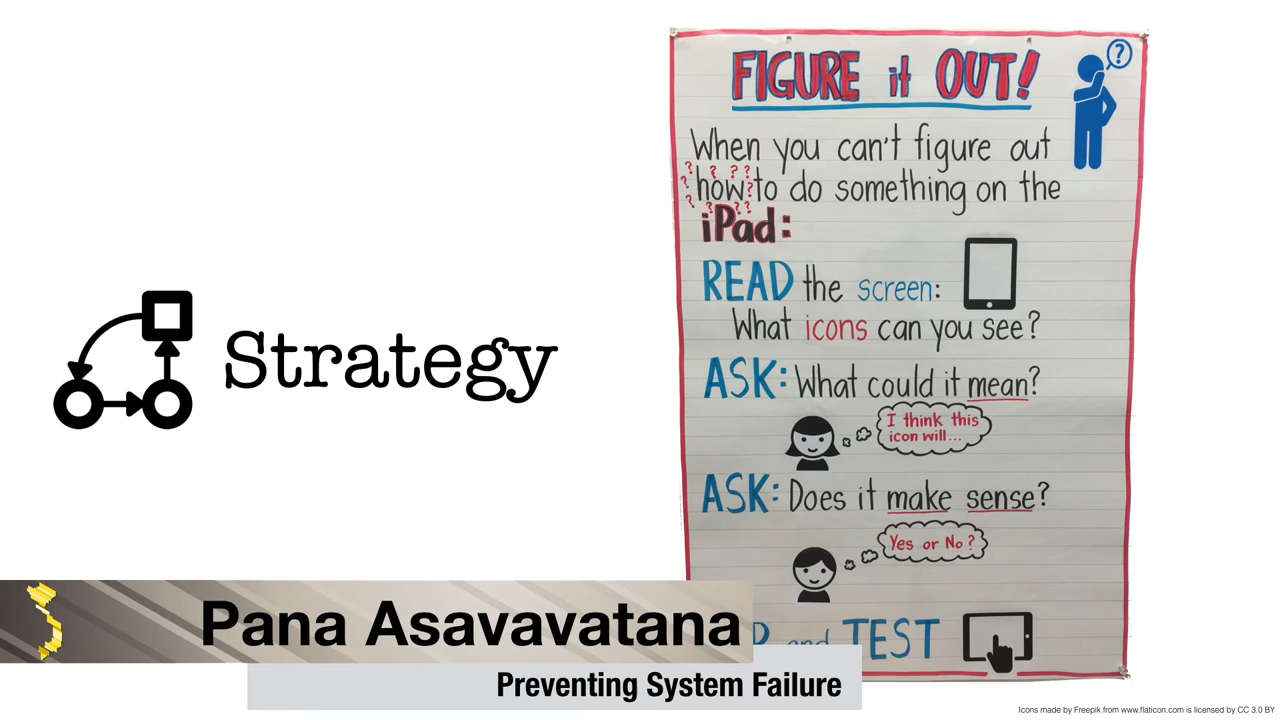 Strategy
FIGURE it OUT!
?
When you can't figure out
how to do something on the
iPad:
READ the screen:
What icons can you see?
ASK: What could it mean?
I think this
icon will...
ASK: Does it make sense?
Yes or No?
and TEST
Pana Asavavatana
Preventing System Failure
Icons made by Freepik from www.flaticon.com is licensed by CC 3.0 BY